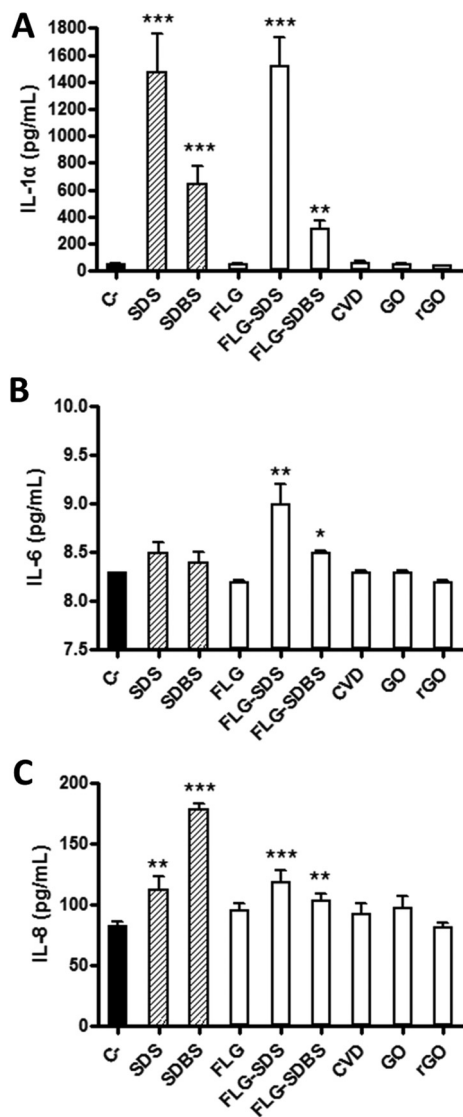 A
IL-1α (pg/mL)
1800
1600
1400
1200
1000
800
600
400
200
0
***
***
***
**
C-
SDS
SDBS
FLG
FLG-SDS
FLG-SDBS
CVD
GO
rGO
B
IL-6 (pg/mL)
10.0
9.5
9.0
8.5
8.0
7.5
**
*
C-
SDS
SDBS
FLG
FLG-SDS
FLG-SDBS
CVD
GO
rGO
C
IL-8 (pg/mL)
200
150
100
50
0
**
***
***
**
C-
SDS
SDBS
FLG
FLG-SDS
FLG-SDBS
CVD
GO
rGO